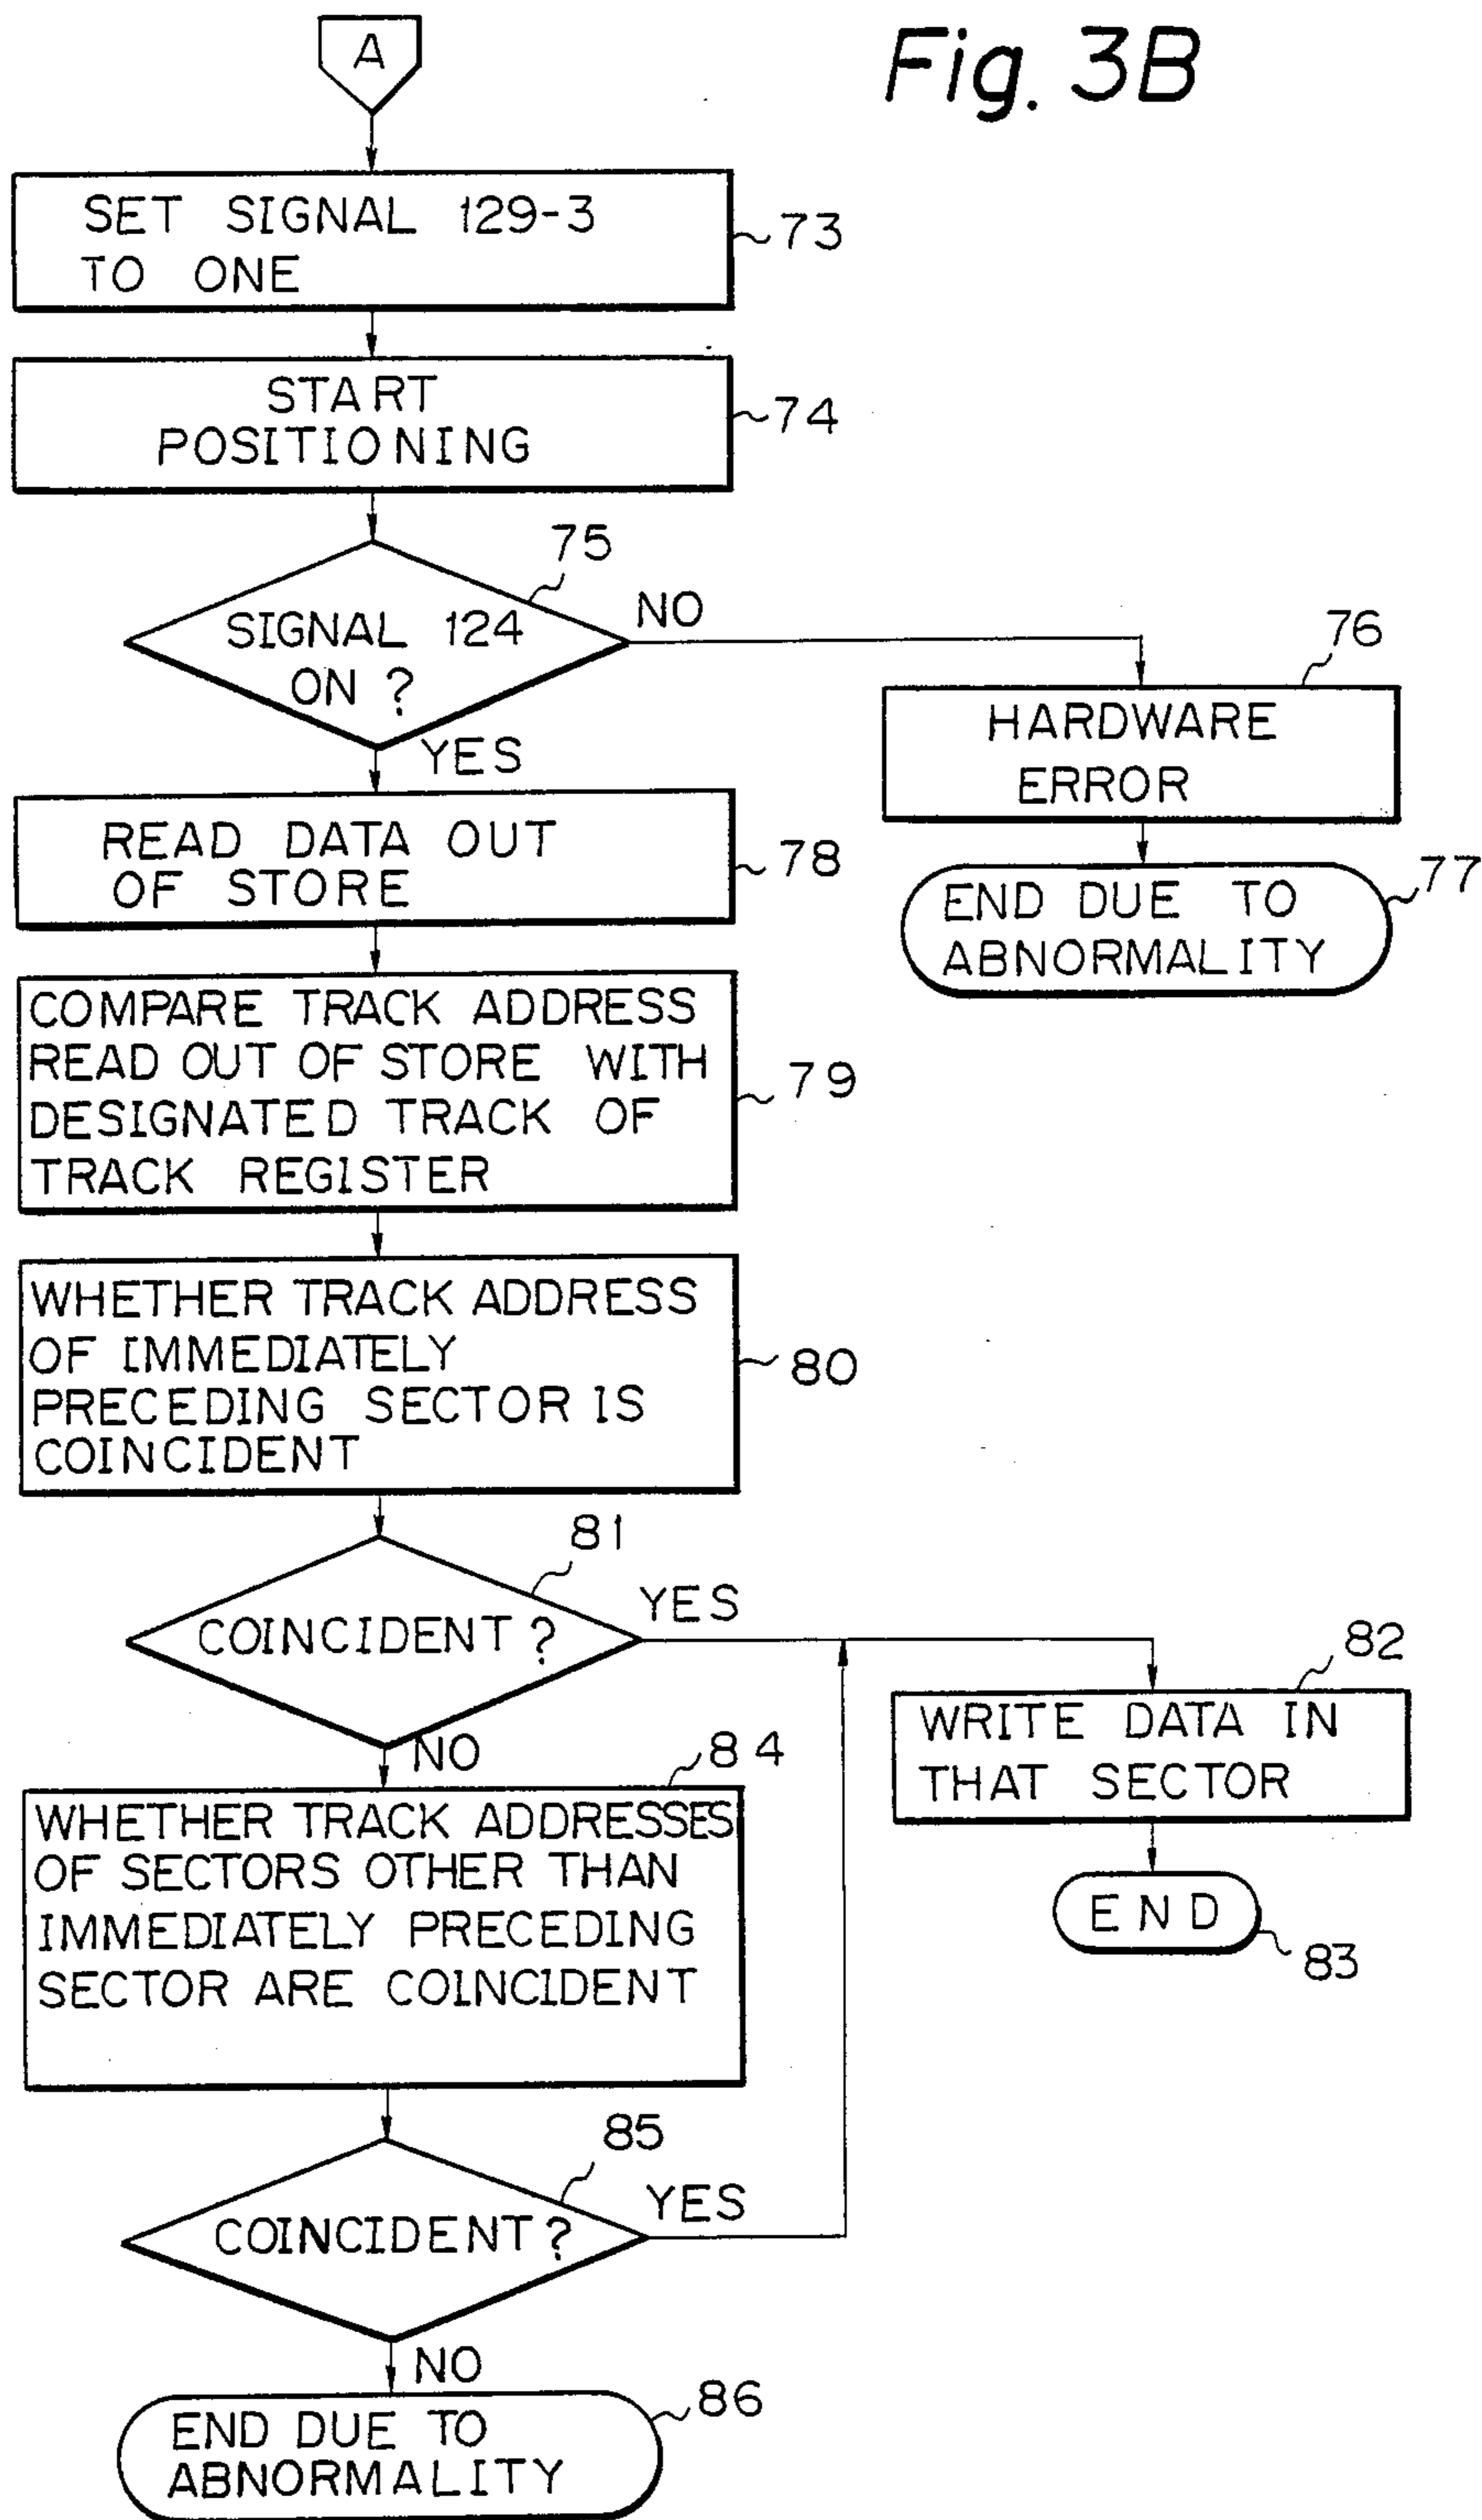 Fig. 3B
A
SET SIGNAL 129-3
TO ONE
73
START
POSITIONING
74
75
SIGNAL 124
ON ?
NO
YES
76
HARDWARE
ERROR
77
END DUE TO
ABNORMALITY
READ DATA OUT
OF STORE
78
COMPARE TRACK ADDRESS
READ OUT OF STORE WITH
DESIGNATED TRACK OF
TRACK REGISTER
79
WHETHER TRACK ADDRESS
OF IMMEDIATELY
PRECEDING SECTOR IS
COINCIDENT
80
81
COINCIDENT ?
YES
NO
82
WRITE DATA IN
THAT SECTOR
END
83
84
WHETHER TRACK ADDRESSES
OF SECTORS OTHER THAN
IMMEDIATELY PRECEDING
SECTOR ARE COINCIDENT
85
COINCIDENT ?
YES
NO
86
END DUE TO
ABNORMALITY